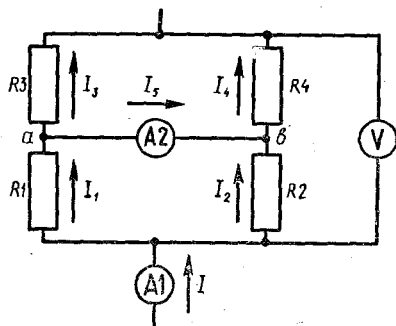 R3 I₃ I₅ I₄ R4
a A2 в V
R1 I₁ I₂ R2
A1 I